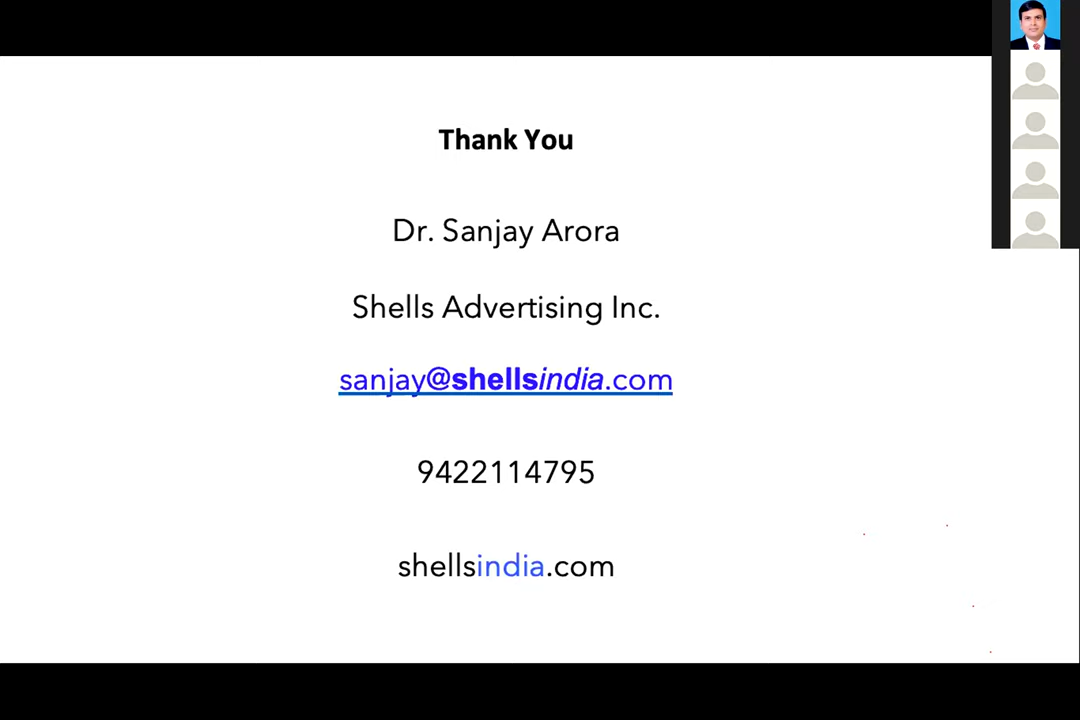 Thank You
Dr. Sanjay Arora
Shells Advertising Inc.
sanjay@shellsindia.com
9422114795
shellsindia.com